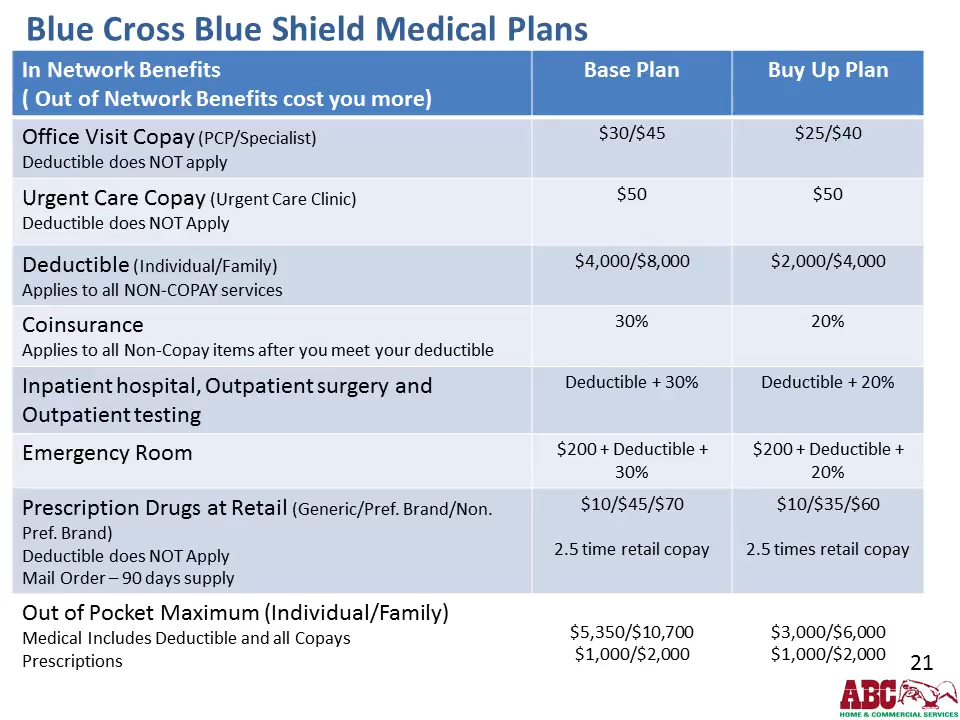 Blue Cross Blue Shield Medical Plans
In Network Benefits
( Out of Network Benefits cost you more)
Base Plan
Buy Up Plan
Office Visit Copay (PCP/Specialist)
Deductible does NOT apply
$30/$45
$25/$40
Urgent Care Copay (Urgent Care Clinic)
Deductible does NOT Apply
$50
$50
Deductible (Individual/Family)
Applies to all NON-COPAY services
$4,000/$8,000
$2,000/$4,000
Coinsurance
Applies to all Non-Copay items after you meet your deductible
30%
20%
Inpatient hospital, Outpatient surgery and
Outpatient testing
Deductible + 30%
Deductible + 20%
Emergency Room
$200 + Deductible +
30%
$200 + Deductible +
20%
Prescription Drugs at Retail (Generic/Pref. Brand/Non.
Pref. Brand)
Deductible does NOT Apply
Mail Order – 90 days supply
$10/$45/$70
2.5 time retail copay
$10/$35/$60
2.5 times retail copay
Out of Pocket Maximum (Individual/Family)
Medical Includes Deductible and all Copays
Prescriptions
$5,350/$10,700
$1,000/$2,000
$3,000/$6,000
$1,000/$2,000
21
ABC
HOME & COMMERCIAL SERVICES